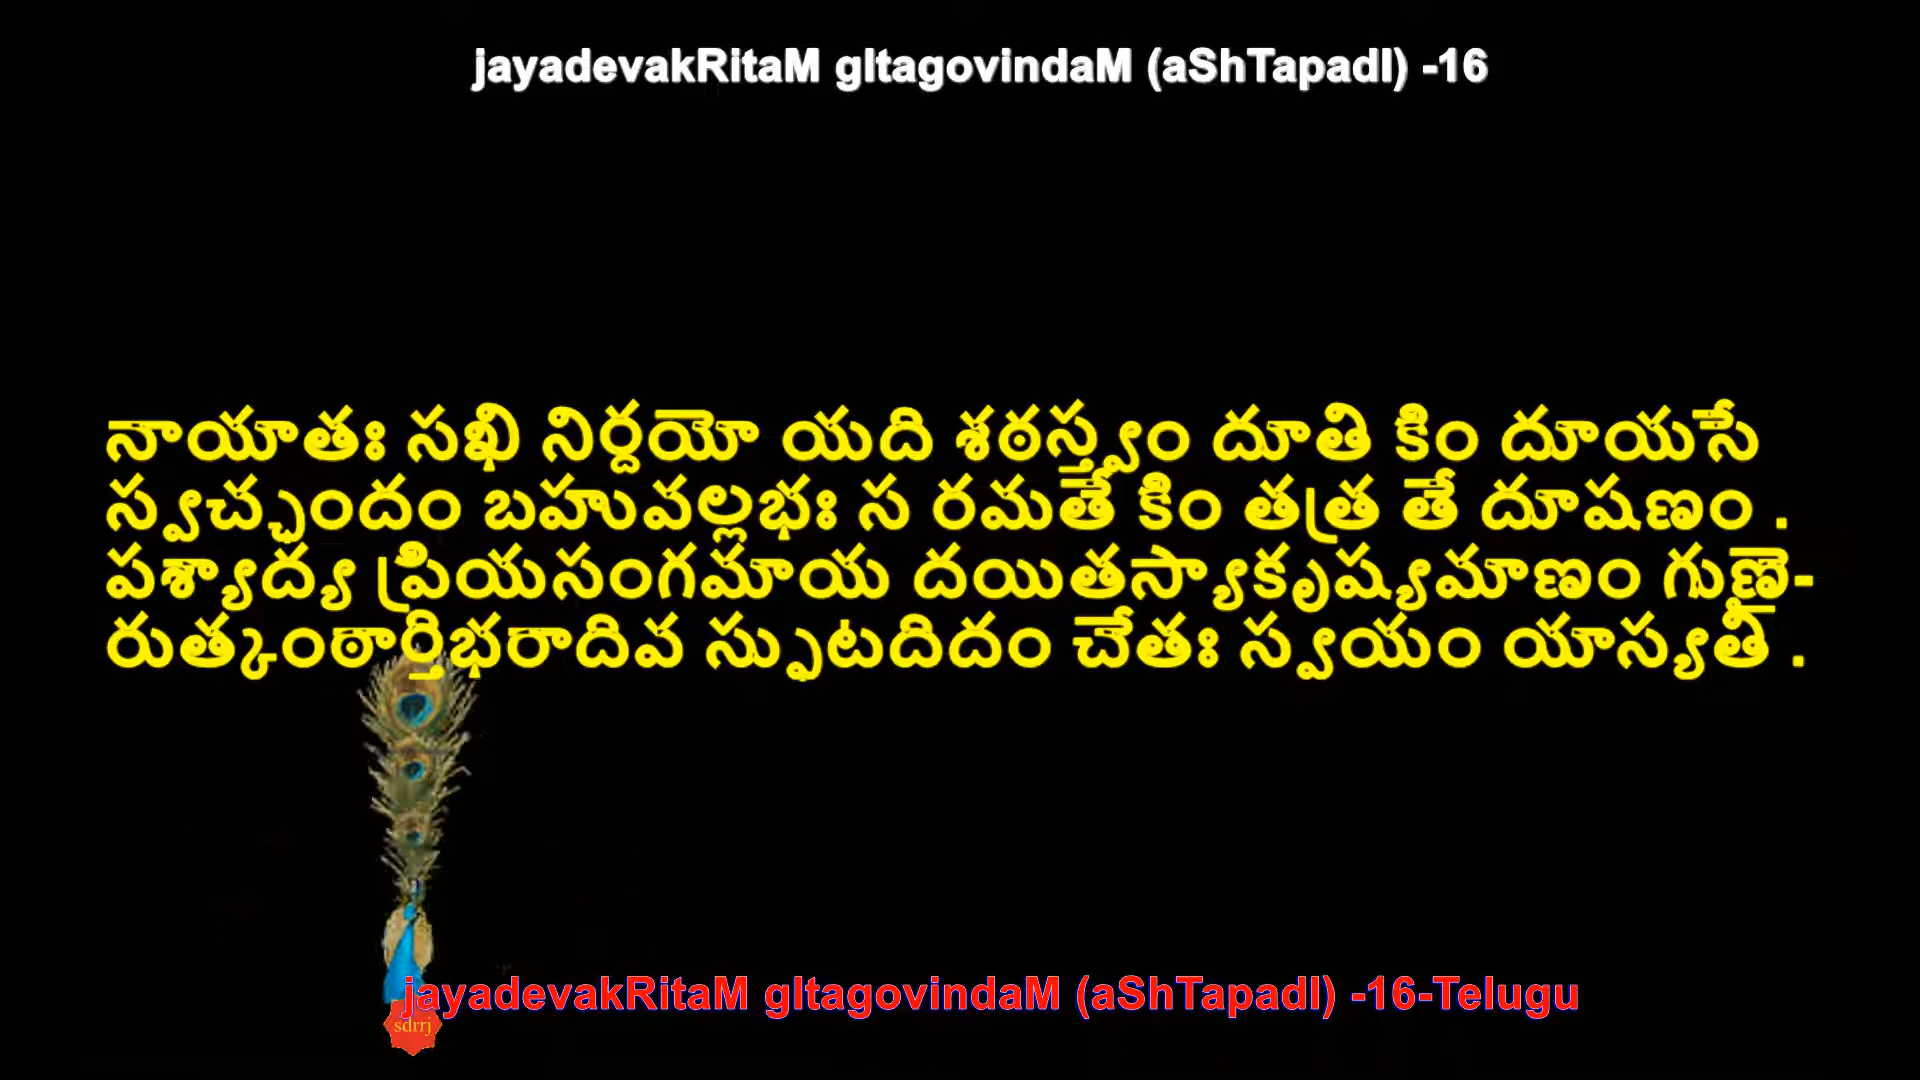 jayadevakRitaM gItagovindaM (aShTapadI) -16
నాయాతః సఖి నిర్దయో యది శఠస్త్వం దూతి కిం దూయసే
స్వచ్ఛందం బహువల్లభః స రమతే కిం తత్ర తే దూషణం .
పశ్యాద్య ప్రియసంగమాయ దయితస్యాకృష్యమాణం గుణై-
రుత్కంఠార్తిభరాదివ స్ఫుటదిదం చేతః స్వయం యాస్యతి .
jayadevakRitaM gItagovindaM (aShTapadI) -16-Telugu
sdrrj